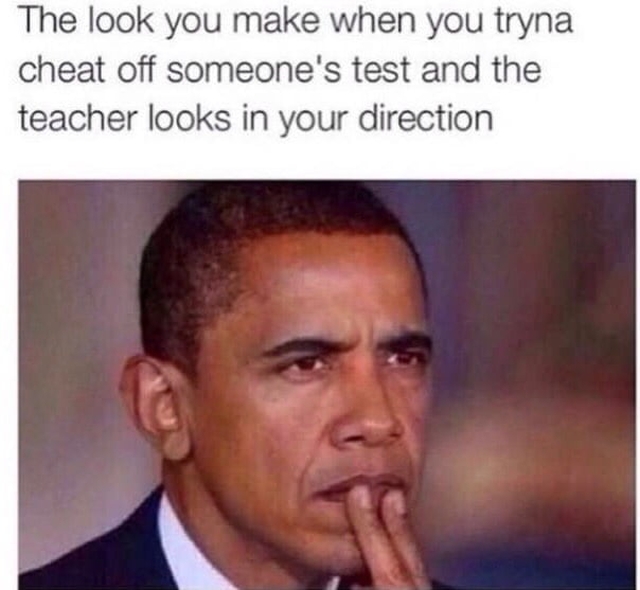 The look you make when you tryna
cheat off someone's test and the
teacher looks in your direction